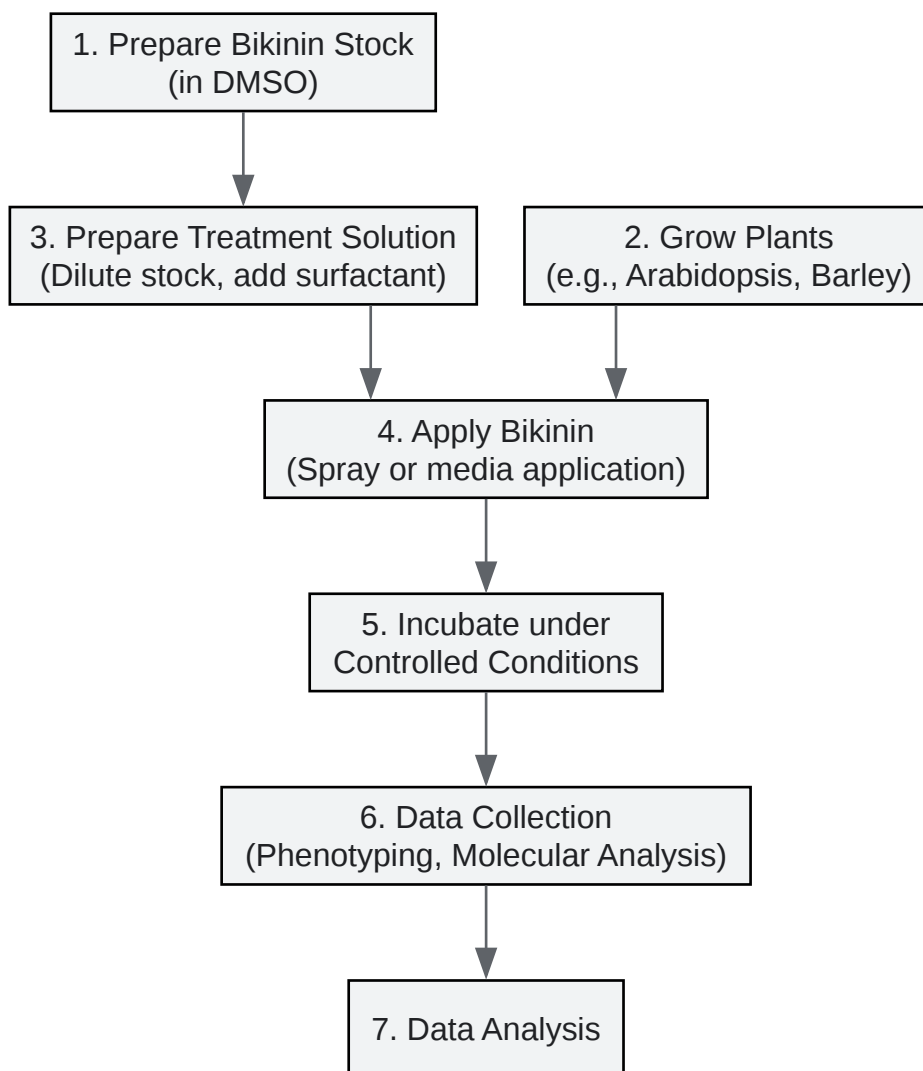 1. Prepare Bikinin Stock
(in DMSO)
3. Prepare Treatment Solution
(Dilute stock, add surfactant)
2. Grow Plants
(e.g., Arabidopsis, Barley)
4. Apply Bikinin
(Spray or media application)
5. Incubate under
Controlled Conditions
6. Data Collection
(Phenotyping, Molecular Analysis)
7. Data Analysis